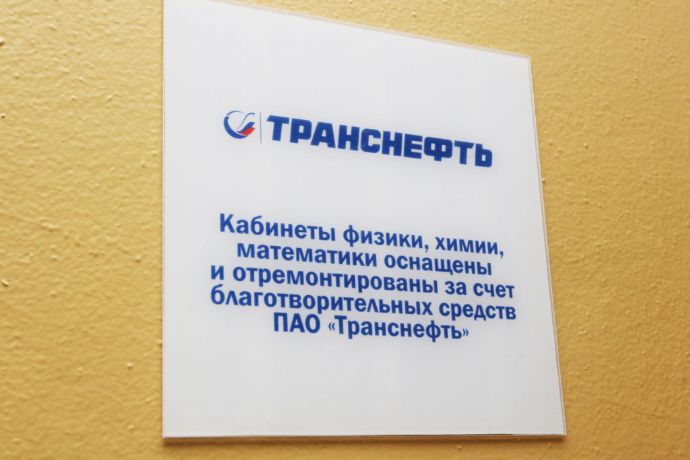 ТРАНСНЕФТЬ
Кабинеты физики, химии,
математики оснащены
и отремонтированы за счет
благотворительных средств
ПАО «Транснефть»